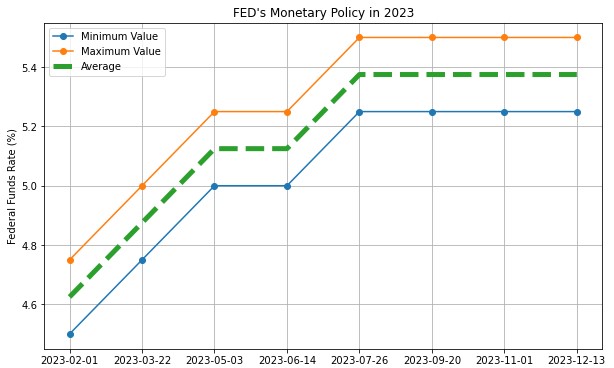 FED's Monetary Policy in 2023
Minimum Value
Maximum Value
Average
Federal Funds Rate (%)
5.4
5.2
5.0
4.8
4.6
2023-02-01 2023-03-22 2023-05-03 2023-06-14 2023-07-26 2023-09-20 2023-11-01 2023-12-13